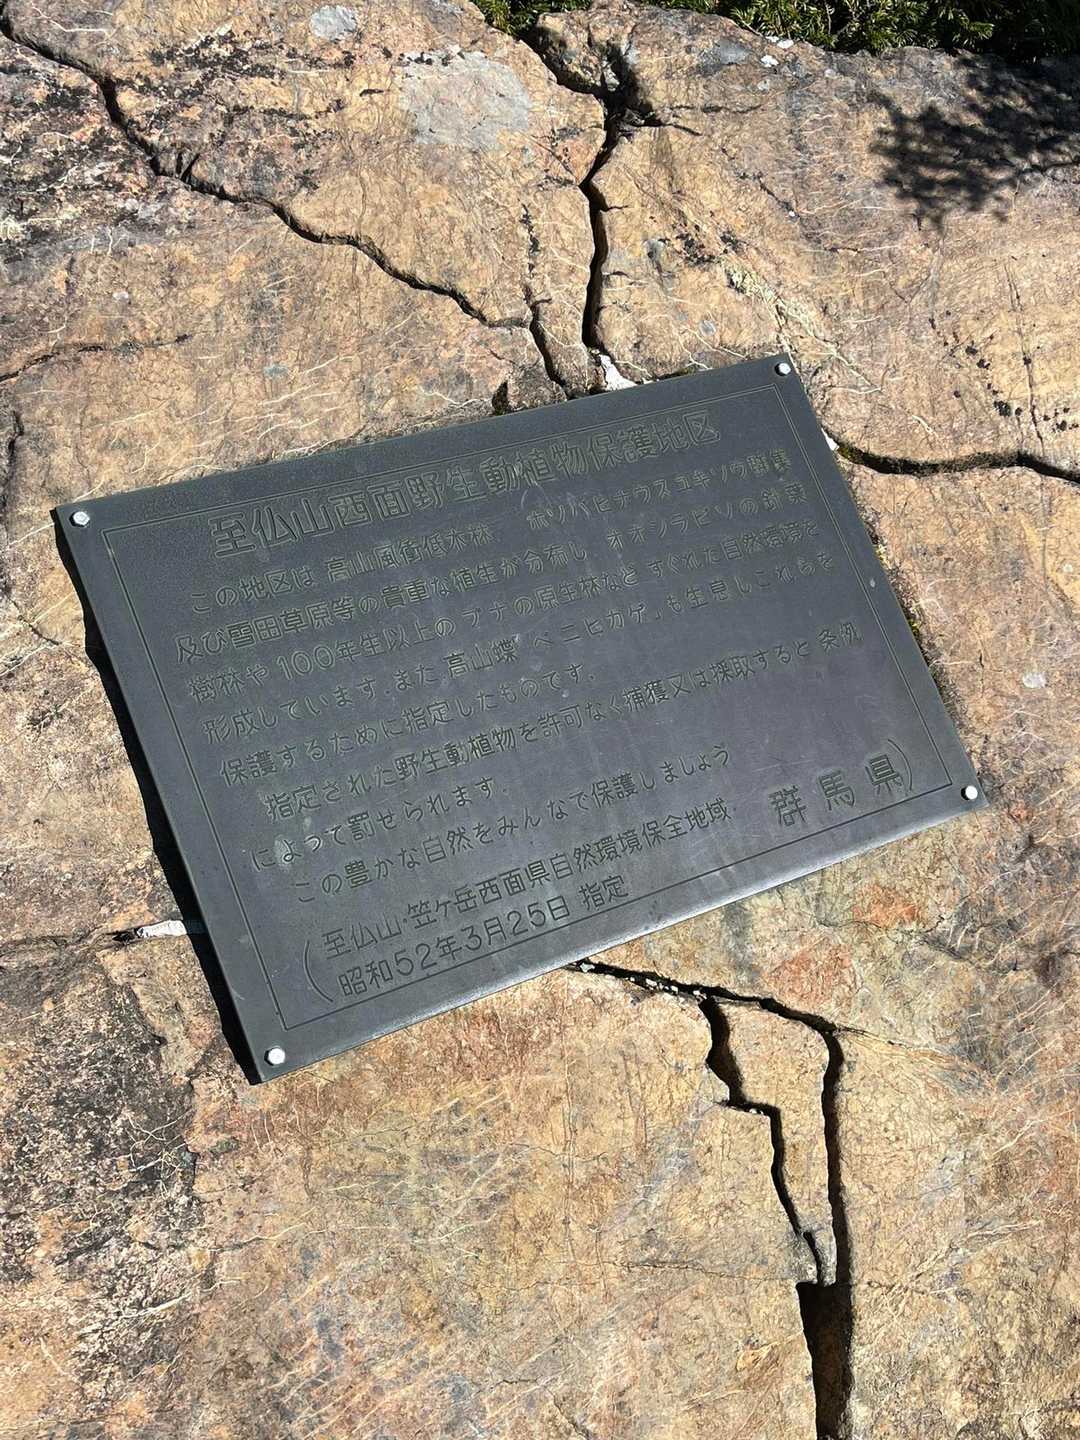 至仏山西面野生動植物保護地区
この地区は 高山風衝低木林 ホソバヒナウスユキソウ群集
及び雪田草原等の貴重な植生が分布し オオシラビソの針葉
樹林や100年生以上のブナの原生林など すぐれた自然環境を
形成しています.また 高山蝶「ベニヒカゲ」も生息しこれらを
保護するために指定したものです.
指定された野生動植物を許可なく捕獲又は採取すると 条例
によって罰せられます.
この豊かな自然をみんなで保護しましょう
(至仏山・笠ケ岳西面県自然環境保全地域
昭和52年3月25日 指定
群馬県)